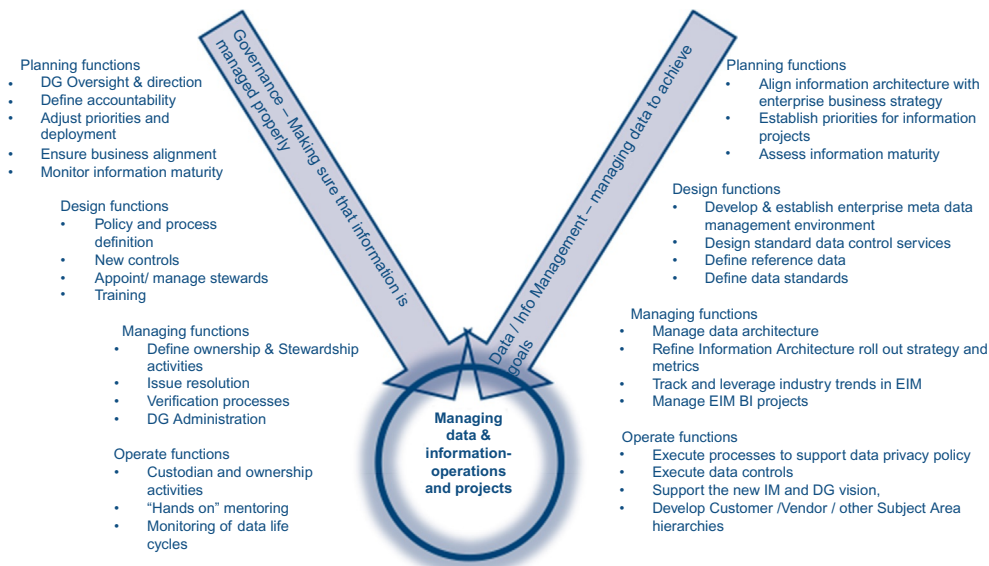 Planning functions
• DG Oversight & direction
• Define accountability
• Adjust priorities and
deployment
• Ensure business alignment
• Monitor information maturity
Design functions
• Policy and process
definition
• New controls
• Appoint/ manage stewards
• Training
Managing functions
• Define ownership & Stewardship
activities
• Issue resolution
• Verification processes
• DG Administration
Operate functions
• Custodian and ownership
activities
• “Hands on” mentoring
• Monitoring of data life
cycles
Governance – Making sure that information is
managed properly
Data / Info Management – managing data to achieve
goals
Managing
data &
information-
operations
and projects
Planning functions
• Align information architecture with
enterprise business strategy
• Establish priorities for information
projects
• Assess information maturity
Design functions
• Develop & establish enterprise meta data
management environment
• Design standard data control services
• Define reference data
• Define data standards
Managing functions
• Manage data architecture
• Refine Information Architecture roll out strategy and
metrics
• Track and leverage industry trends in EIM
• Manage EIM BI projects
Operate functions
• Execute processes to support data privacy policy
• Execute data controls
• Support the new IM and DG vision,
• Develop Customer /Vendor / other Subject Area
hierarchies